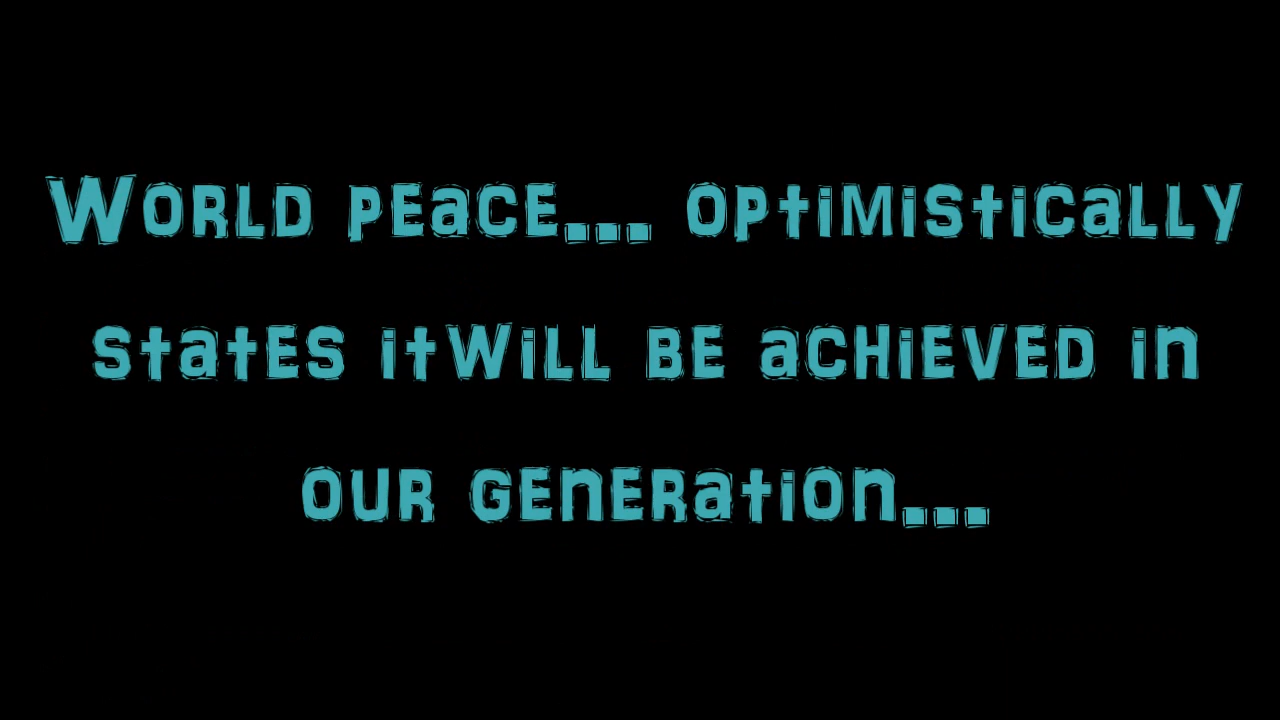 World peace... optimistically
states itwill be achieved in
our generation...